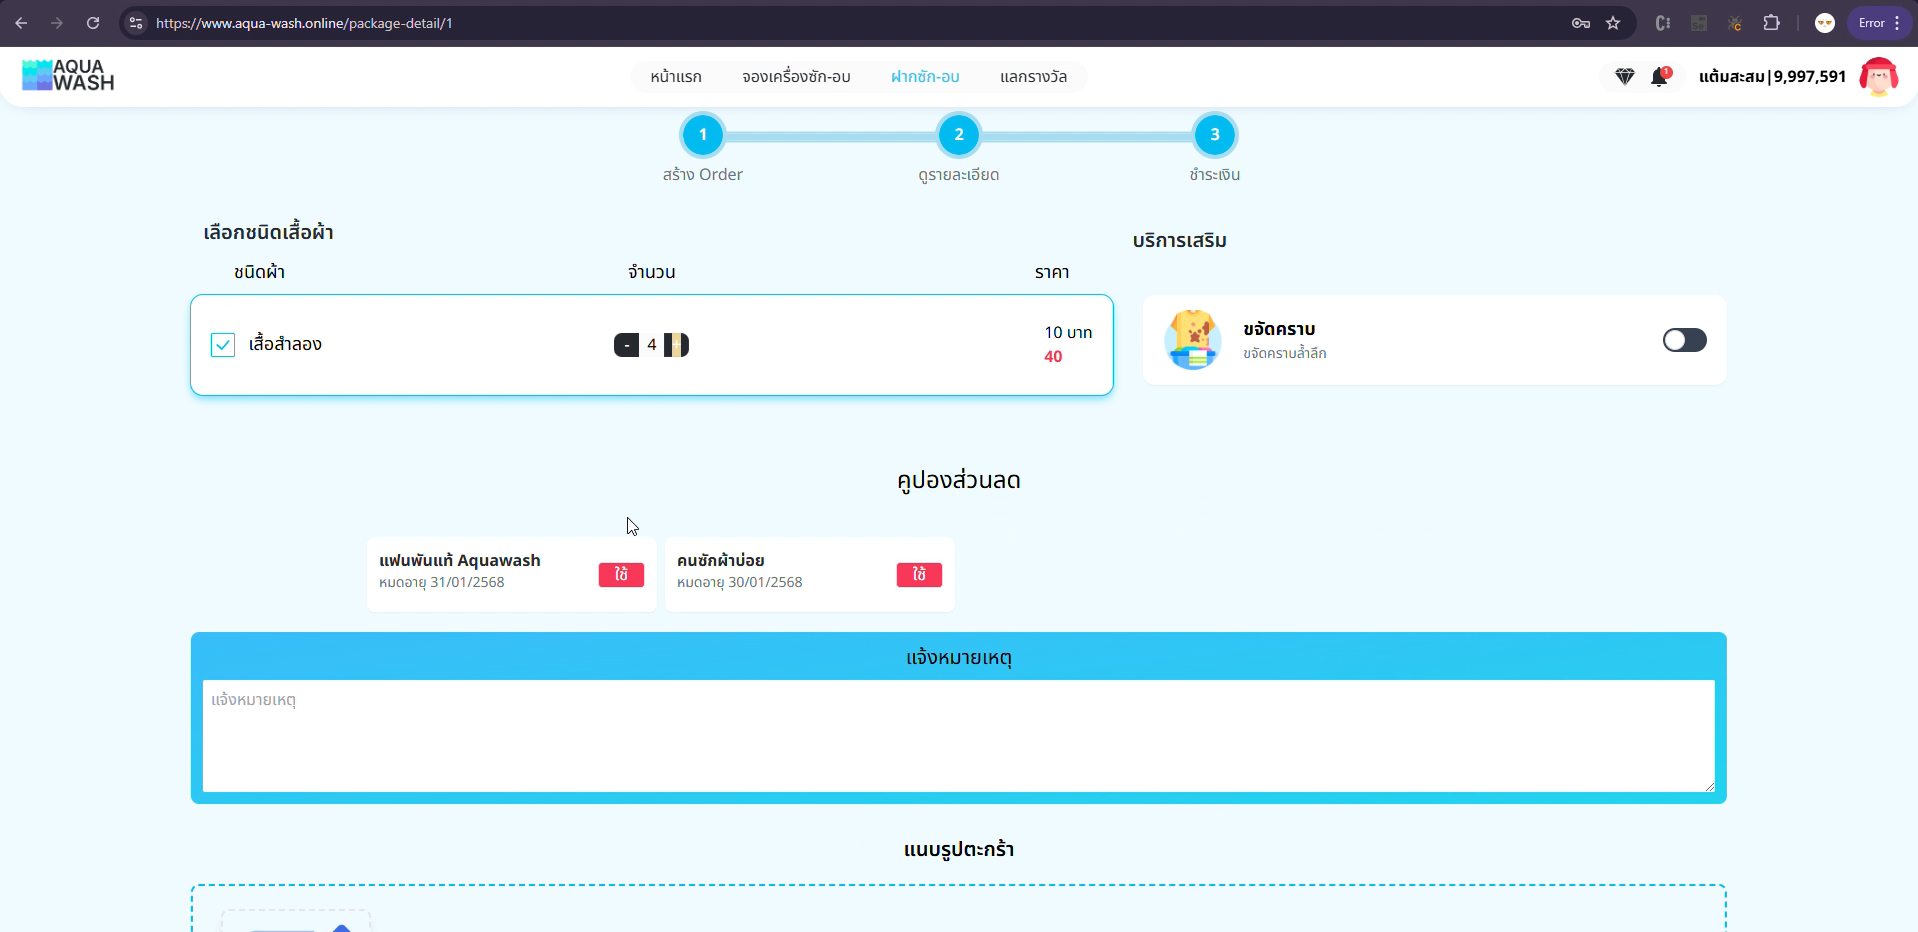 https://www.aqua-wash.online/package-detail/1
Error
AQUA
WASH
หน้าแรก
จองเครื่องซัก-อบ
ฝากซัก-อบ
แลกรางวัล
1
แต้มสะสม|9,997,591
1
2
3
สร้าง Order
ดูรายละเอียด
ชำระเงิน
เลือกชนิดเสื้อผ้า
ชนิดผ้า
จำนวน
ราคา
เสื้อสำลอง
- 4 +
10 บาท
40
บริการเสริม
ขจัดคราบ
ขจัดคราบล้ำลึก
คูปองส่วนลด
แฟนพันแท้ Aquawash
หมดอายุ 31/01/2568
ใช้
คนซักผ้าบ่อย
หมดอายุ 30/01/2568
ใช้
แจ้งหมายเหตุ
แจ้งหมายเหตุ
แนบรูปตะกร้า